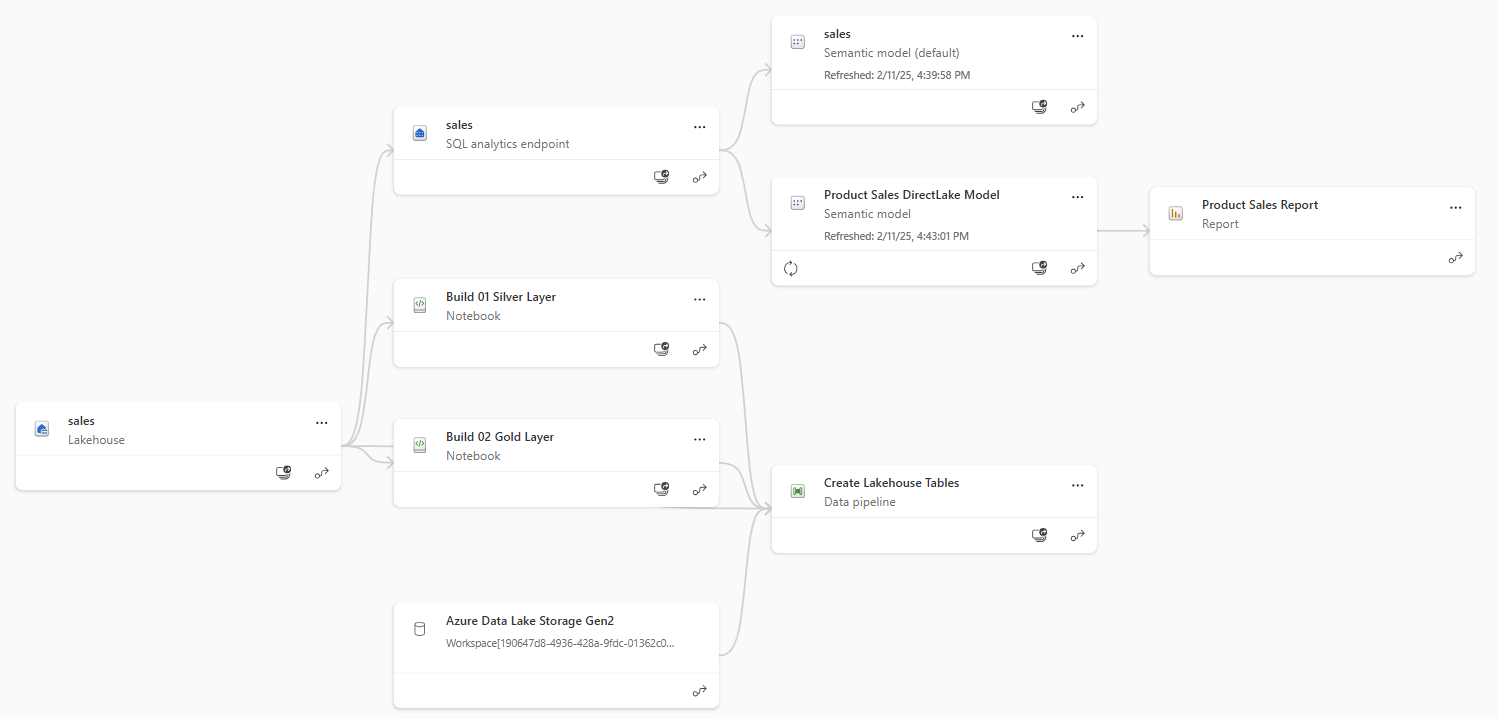 sales
Semantic model (default)
Refreshed: 2/11/25, 4:39:58 PM
sales
SQL analytics endpoint
Product Sales DirectLake Model
Semantic model
Refreshed: 2/11/25, 4:43:01 PM
Product Sales Report
Report
Build 01 Silver Layer
Notebook
sales
Lakehouse
Build 02 Gold Layer
Notebook
Create Lakehouse Tables
Data pipeline
Azure Data Lake Storage Gen2
Workspace[190647d8-4936-428a-9fdc-01362c0...